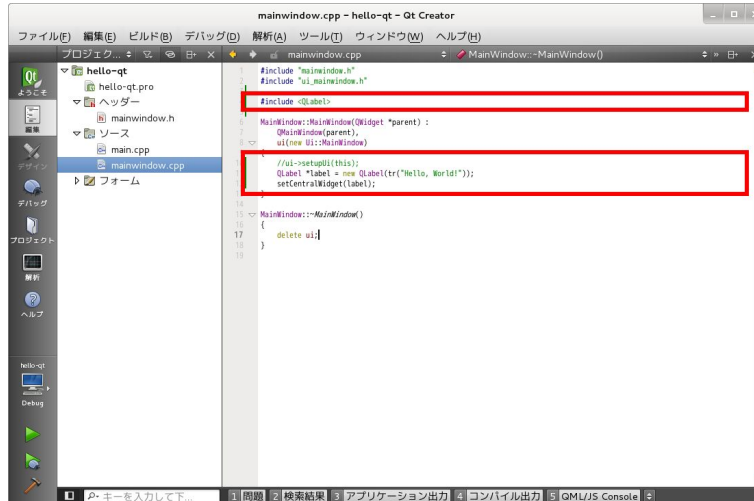 mainwindow.cpp - hello-qt - Qt Creator
ファイル(F) 編集(E) ビルド(B) デバッグ(D) 解析(A) ツール(T) ウィンドウ(W) ヘルプ(H)
プロジェク... mainwindow.cpp MainWindow::~MainWindow()
ようこそ
編集
デザイン
デバッグ
プロジェクト
解析
ヘルプ
hello-qt
Debug
hello-qt
hello-qt.pro
ヘッダー
mainwindow.h
ソース
main.cpp
mainwindow.cpp
フォーム
1 #include "mainwindow.h"
2 #include "ui_mainwindow.h"
#include <QLabel>
MainWindow::MainWindow(QWidget *parent) :
7 QMainWindow(parent),
8 ui(new Ui::MainWindow)
{
//ui->setupUi(this);
QLabel *label = new QLabel(tr("Hello, World!"));
setCentralWidget(label);
}
15 MainWindow::~MainWindow()
16 {
17 delete ui;
18 }
19
キーを入力して下... 1 問題 2 検索結果 3 アプリケーション出力 4 コンパイル出力 5 QML/JS Console